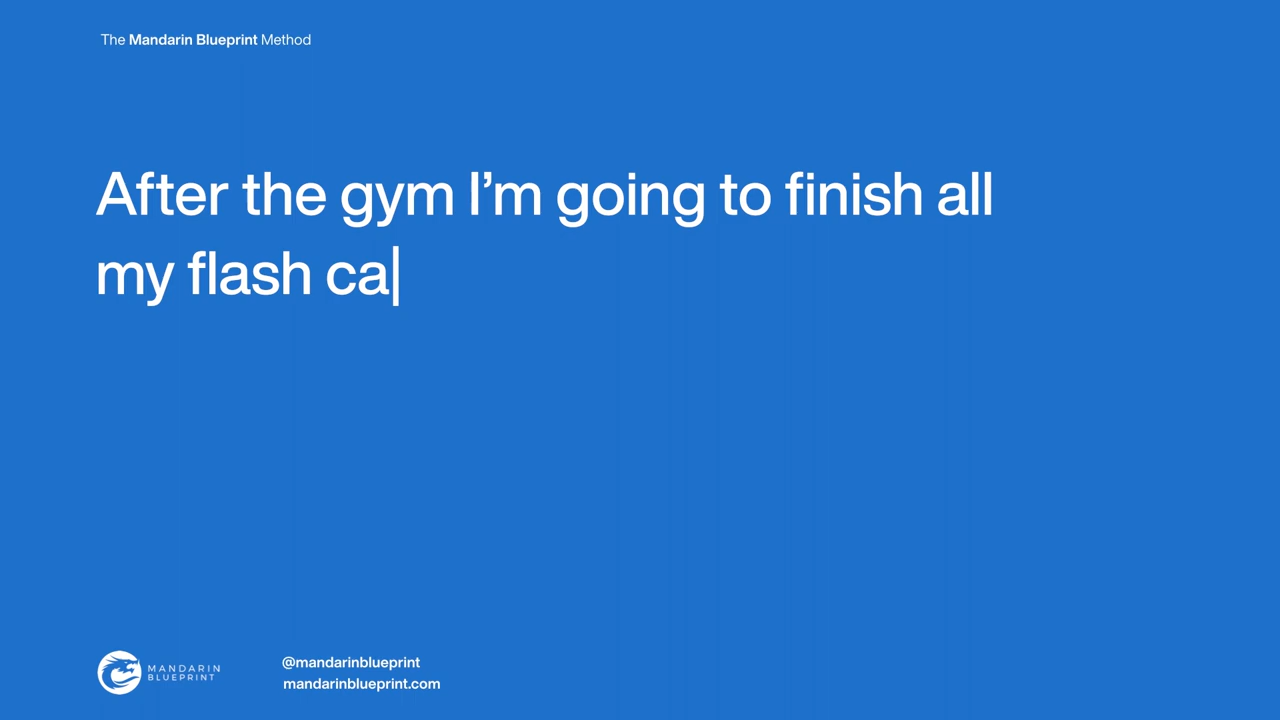 The Mandarin Blueprint Method
After the gym I’m going to finish all
my flash ca
MANDARIN
BLUEPRINT
@mandarinblueprint
mandarinblueprint.com